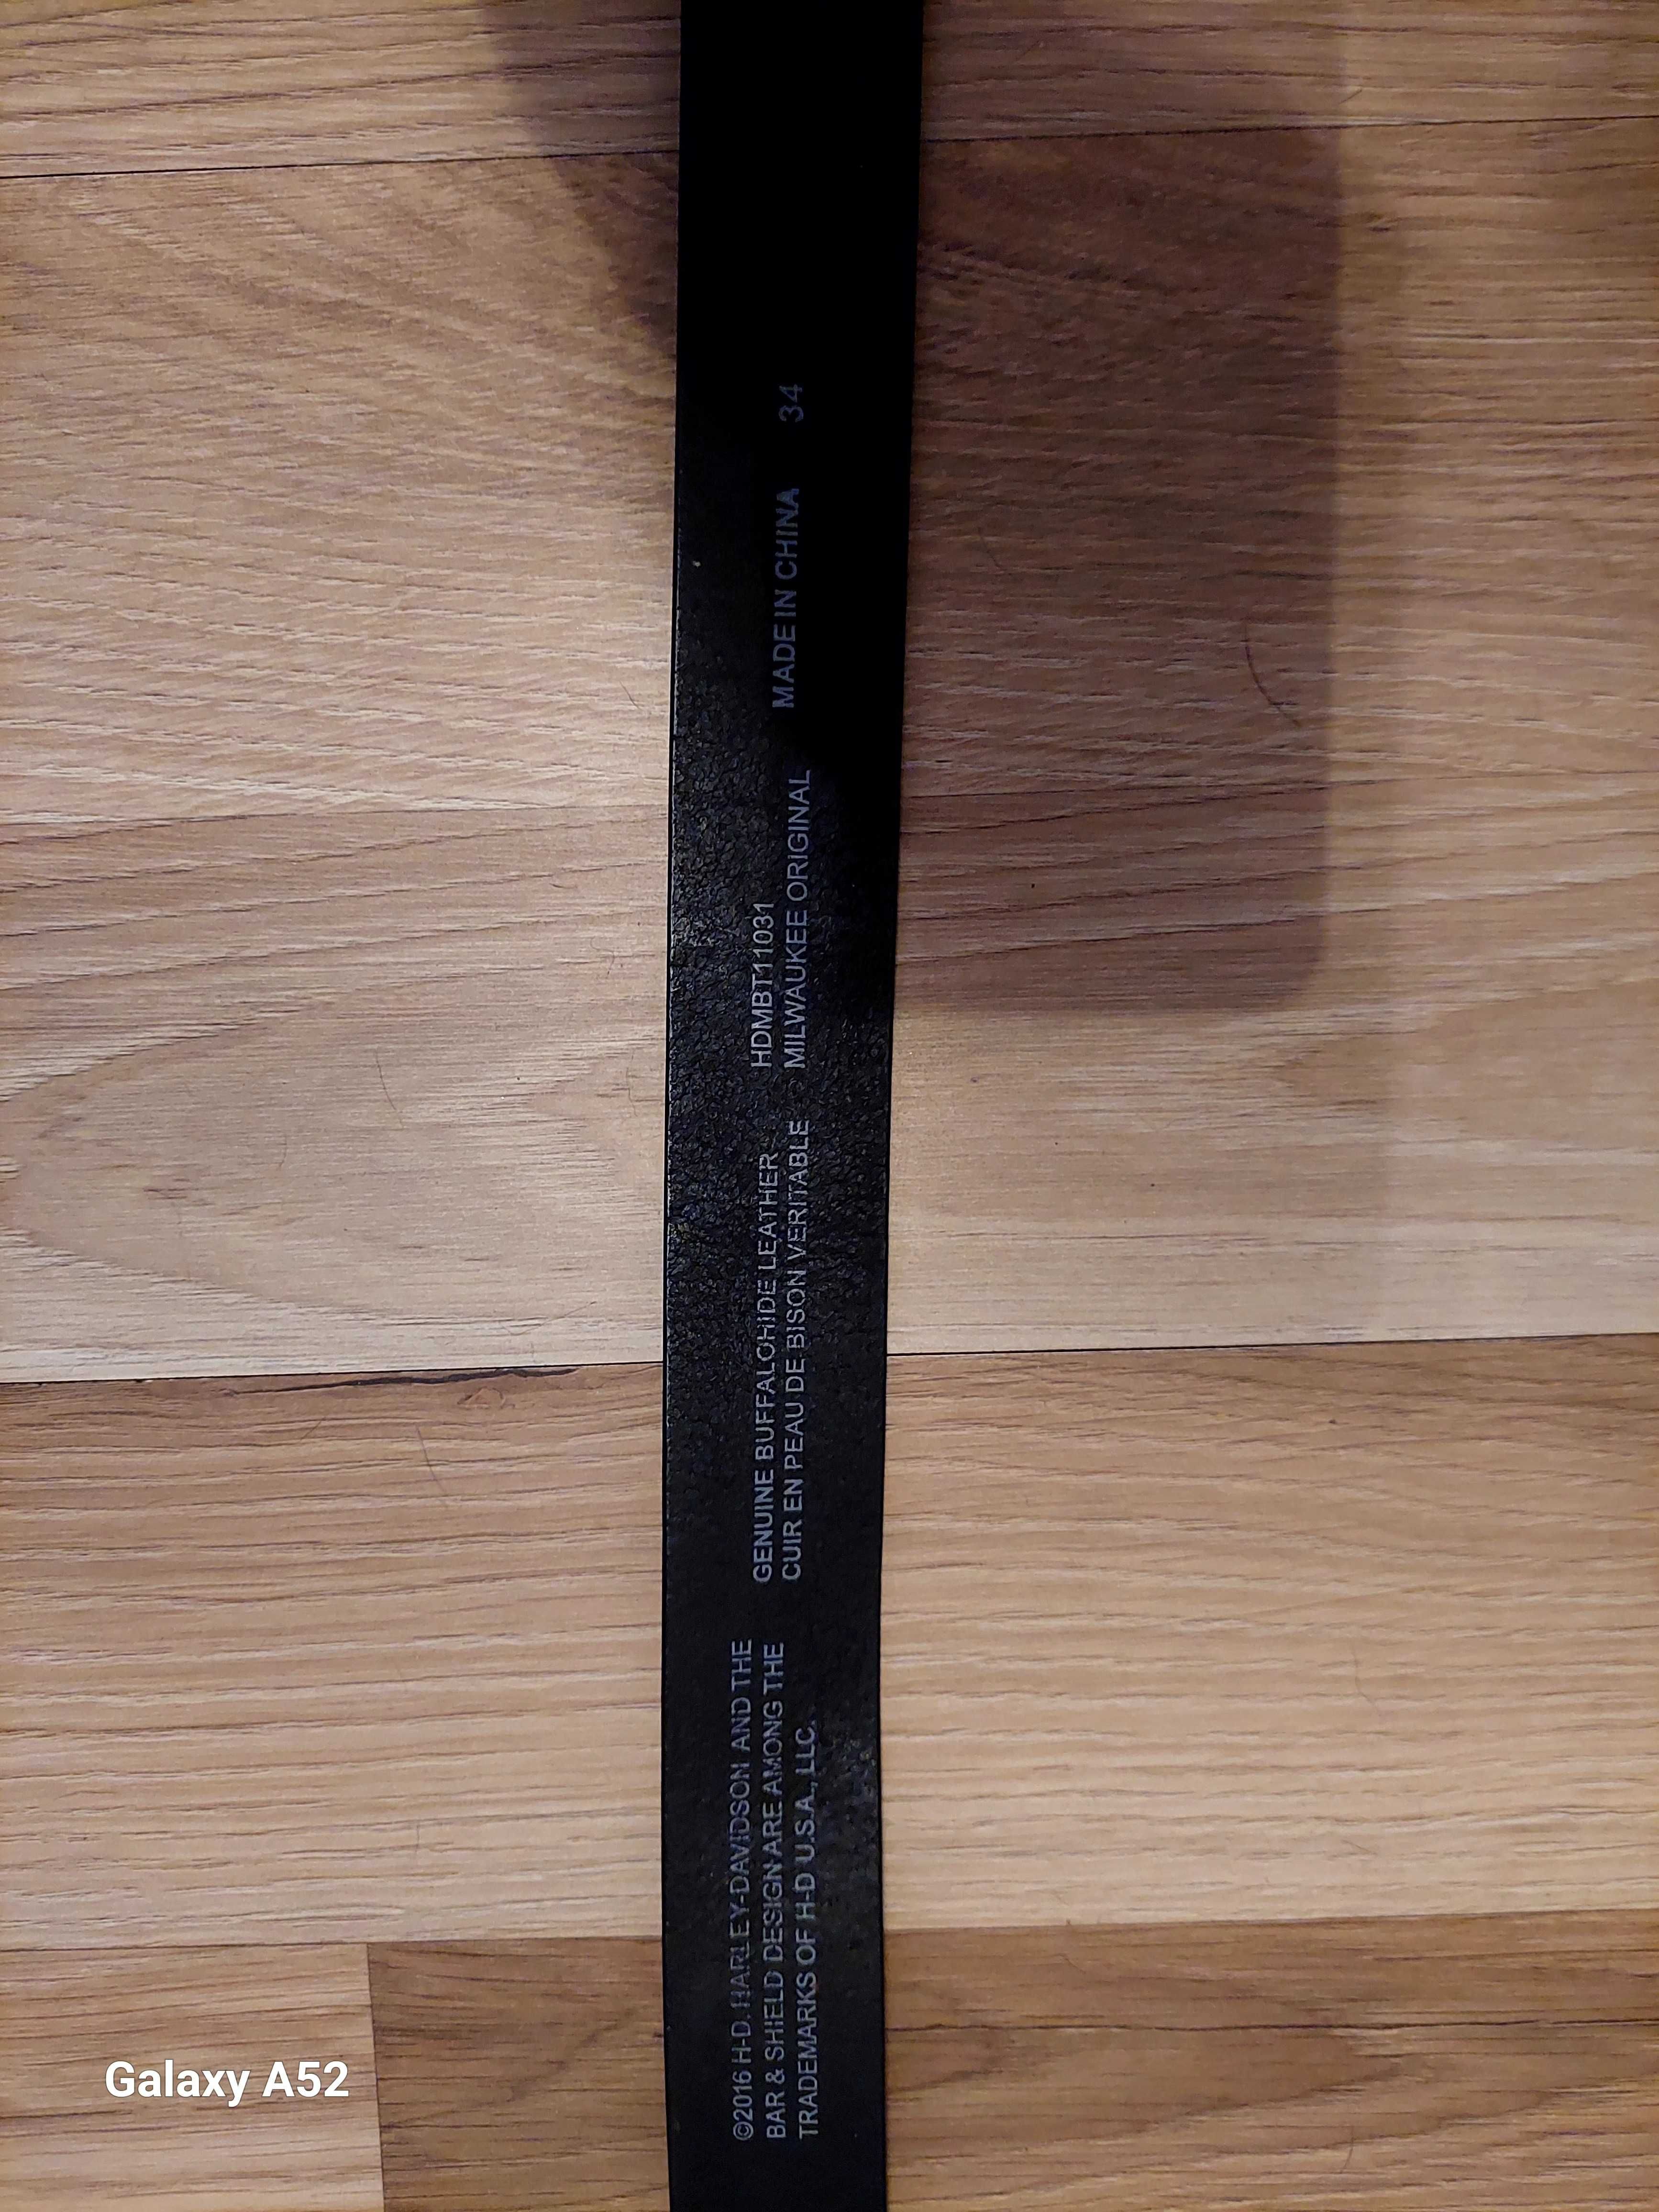 ©2016 H-D. HARLEY-DAVIDSON AND THE
BAR & SHIELD DESIGN ARE AMONG THE
TRADEMARKS OF H-D U.S.A., LLC.
GENUINE BUFFALOHIDE LEATHER
CUIR EN PEAU DE BISON VERITABLE
HDMBT11031
MILWAUKEE ORIGINAL
MADE IN CHINA
34
Galaxy A52